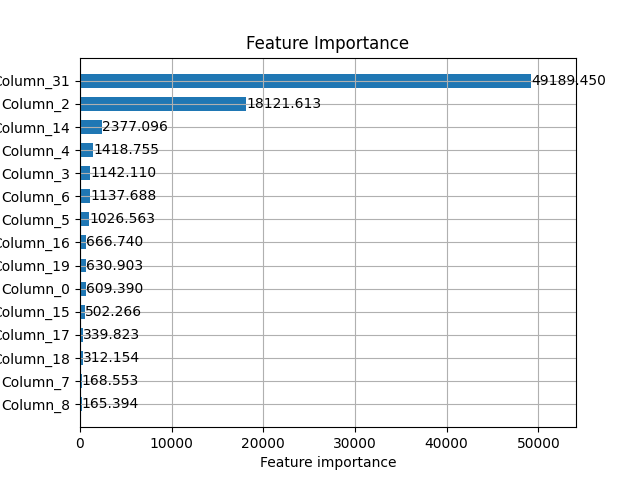 Feature Importance
Column_31 49189.450
Column_2 18121.613
Column_14 2377.096
Column_4 1418.755
Column_3 1142.110
Column_6 1137.688
Column_5 1026.563
Column_16 666.740
Column_19 630.903
Column_0 609.390
Column_15 502.266
Column_17 339.823
Column_18 312.154
Column_7 168.553
Column_8 165.394
0 10000 20000 30000 40000 50000
Feature importance